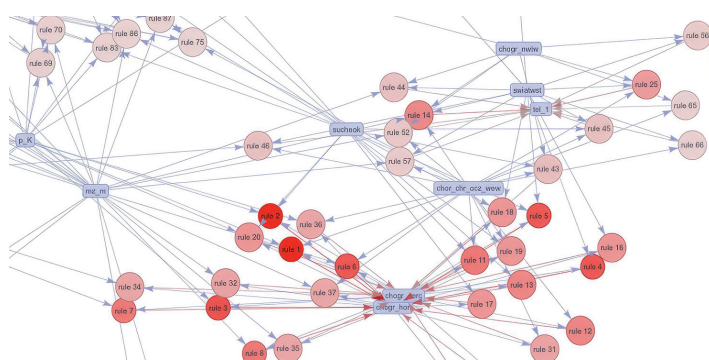 rule 87
rule 70
rule 86
rule 83
rule 75
rule 56
chogr_nwiw
rule 69
swiatwsl
rule 44
rule 25
rule 65
tel_1
rule 14
sucheok
rule 52
rule 45
p_K
rule 46
rule 66
rule 57
rule 43
mz_m
chor_chr_ocz_wew
rule 2
rule 18
rule 5
rule 36
rule 20
rule 1
rule 16
rule 19
rule 6
rule 11
rule 4
rule 32
rule 34
rule 13
rule 37
rule 17
rule 3
rule 7
rule 12
rule 35
rule 31
rule 8